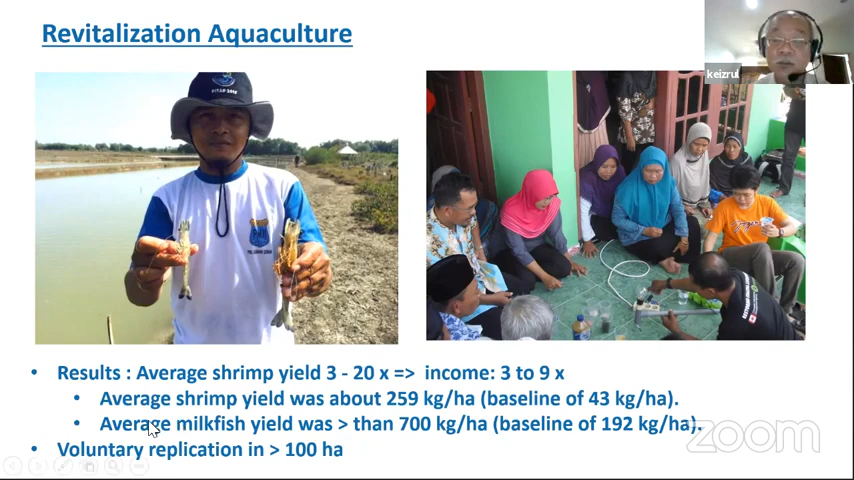 Revitalization Aquaculture
keizrul
• Results : Average shrimp yield 3 - 20 x => income: 3 to 9 x
• Average shrimp yield was about 259 kg/ha (baseline of 43 kg/ha).
• Average milkfish yield was > than 700 kg/ha (baseline of 192 kg/ha).
• Voluntary replication in > 100 ha
zoom